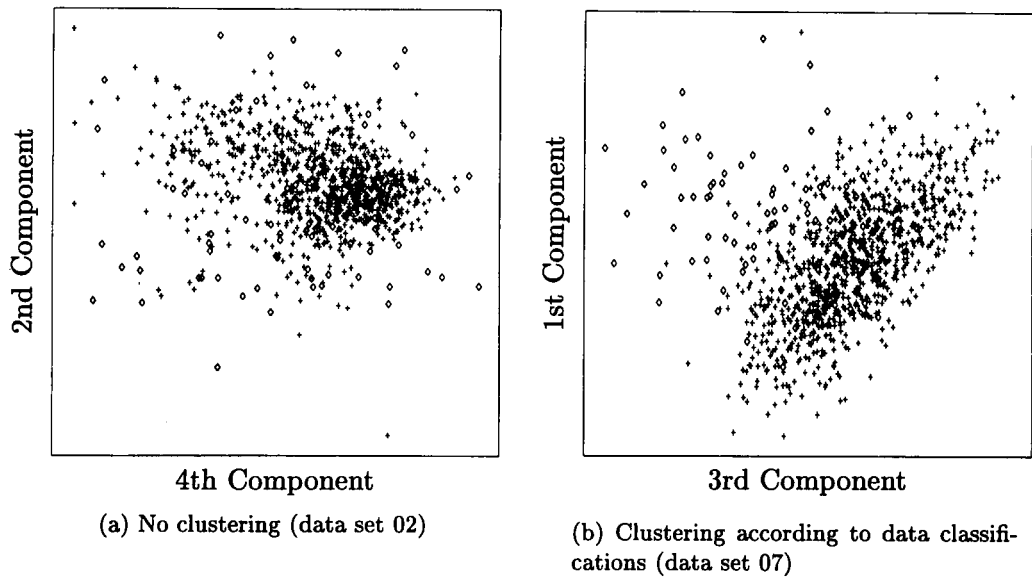 2nd Component
4th Component
(a) No clustering (data set 02)
1st Component
3rd Component
(b) Clustering according to data classifi-
cations (data set 07)